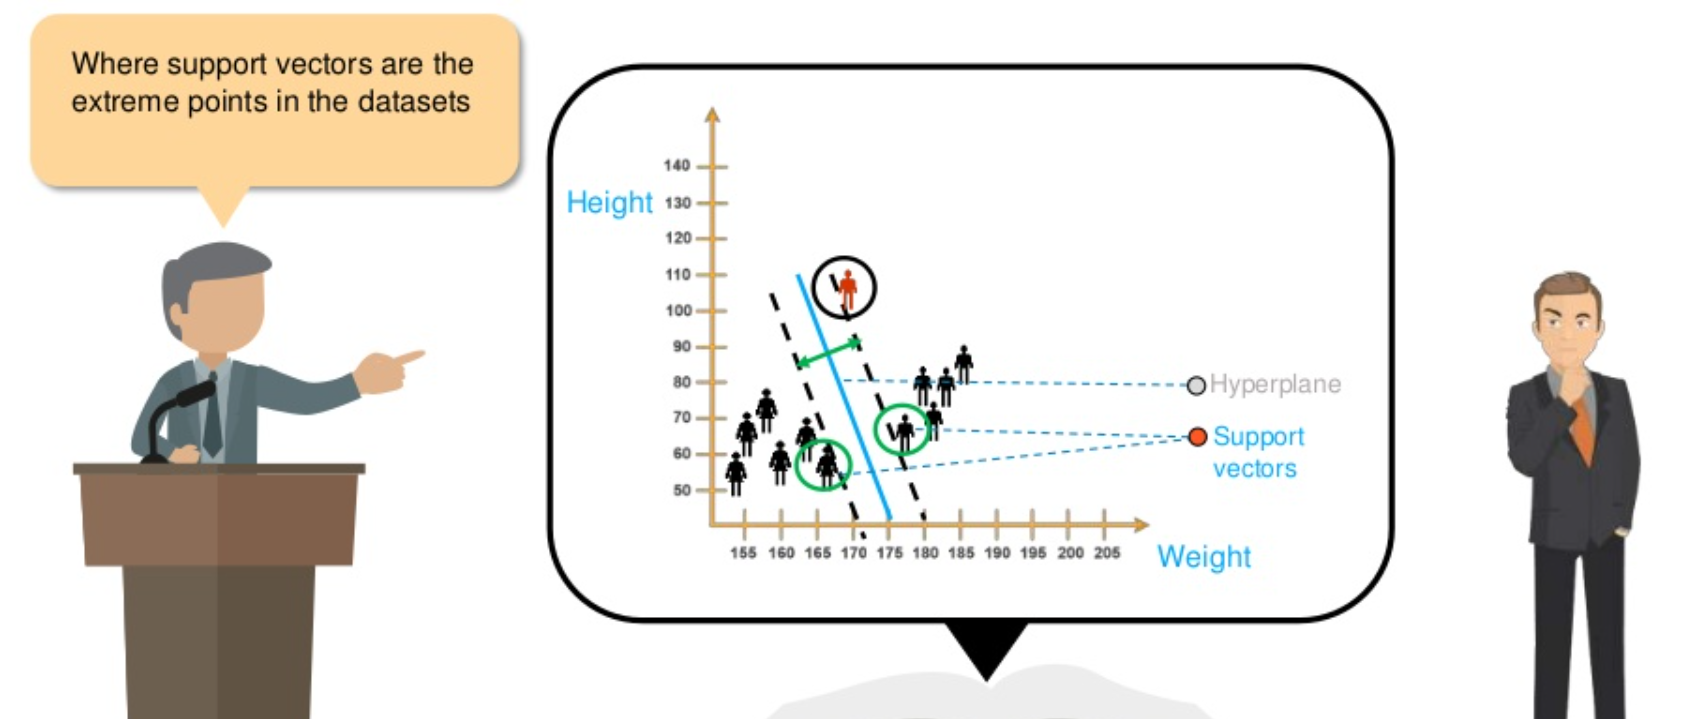 Where support vectors are the
extreme points in the datasets
Height
140
130
120
110
100
90
80
70
60
50
155 160 165 170 175 180 185 190 195 200 205
Weight
Hyperplane
Support
vectors